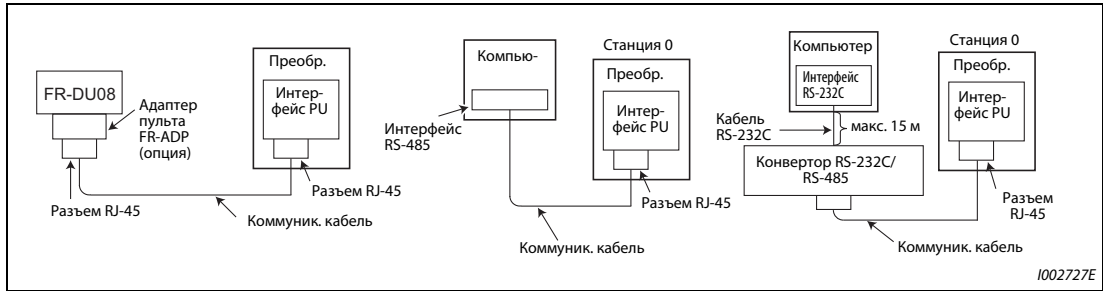 FR-DU08
Адаптер
пульта
FR-ADP
(опция)
Разъем RJ-45
Преобр.
Интер-
фейс PU
Разъем RJ-45
Коммуник. кабель
Компью-
Интерфейс
RS-485
Станция 0
Преобр.
Интер-
фейс PU
Разъем RJ-45
Коммуник. кабель
Компьютер
Интерфейс
RS-232C
Кабель
RS-232C
макс. 15 м
Конвертор RS-232C/
RS-485
Станция 0
Преобр.
Интер-
фейс PU
Разъем
RJ-45
Коммуник. кабель
I002727E